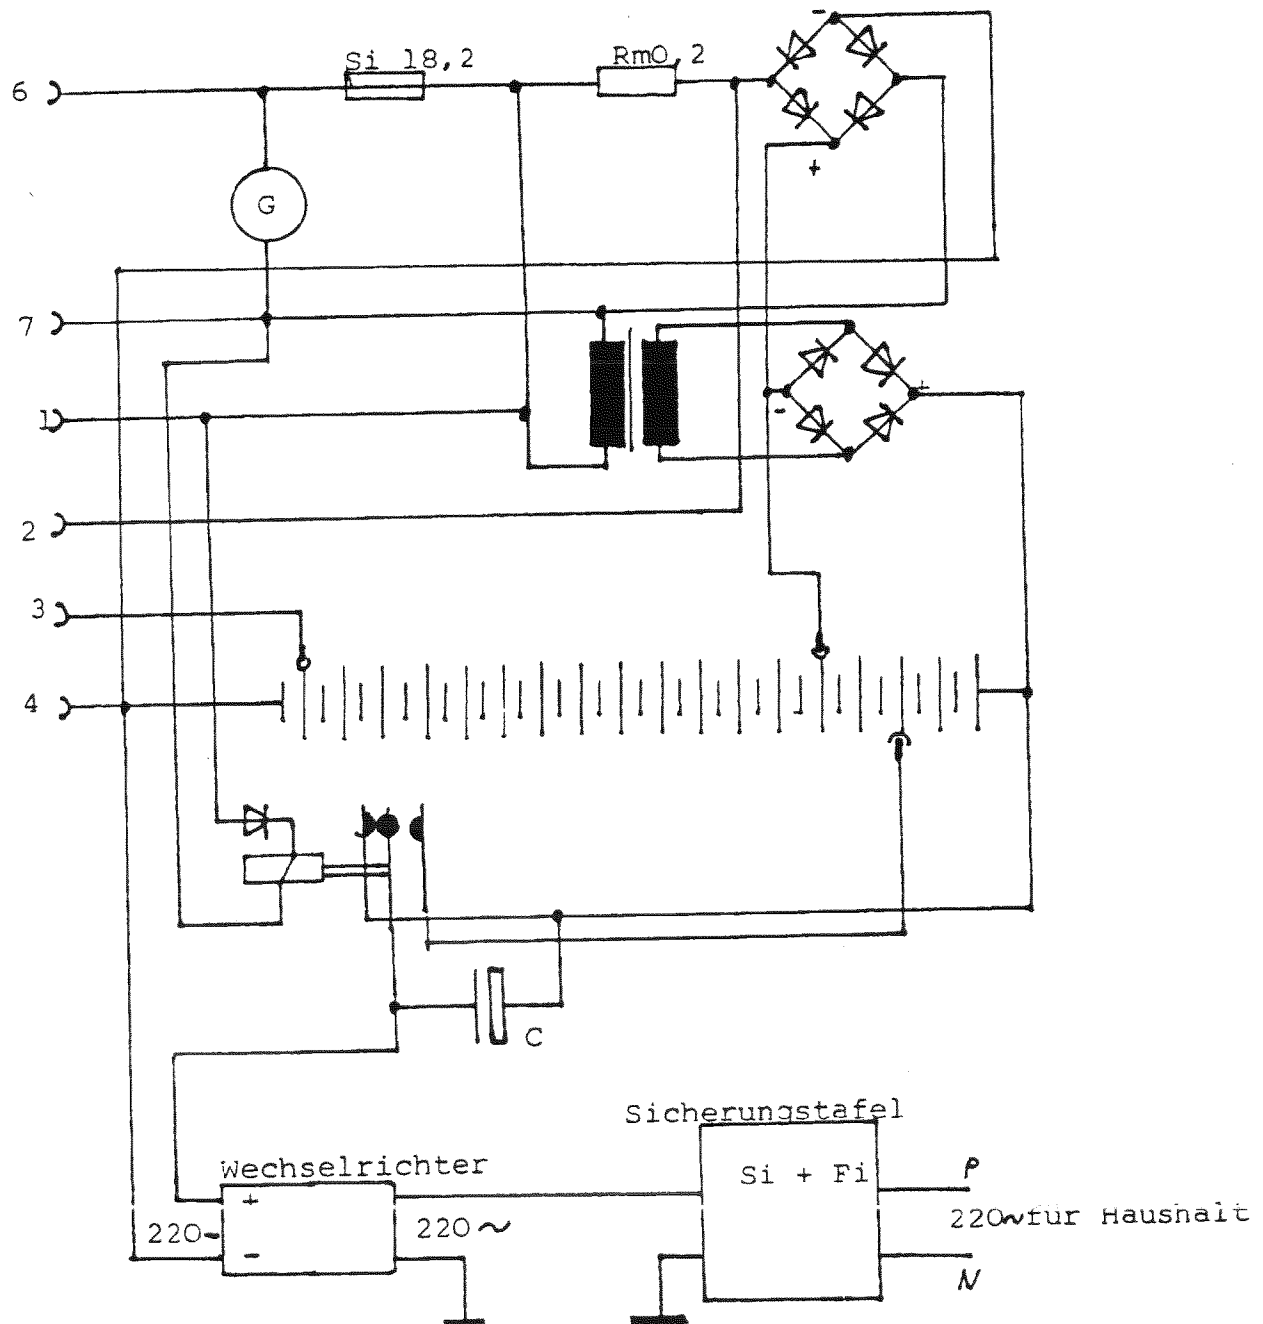 -
Si 18,2
Rm0,2
6
+
G
7
+
1
-
2
3
4
C
Sicherungstafel
Wechselrichter
Si + Fi
P
+
220-
220~
220~für Haushalt
-
N